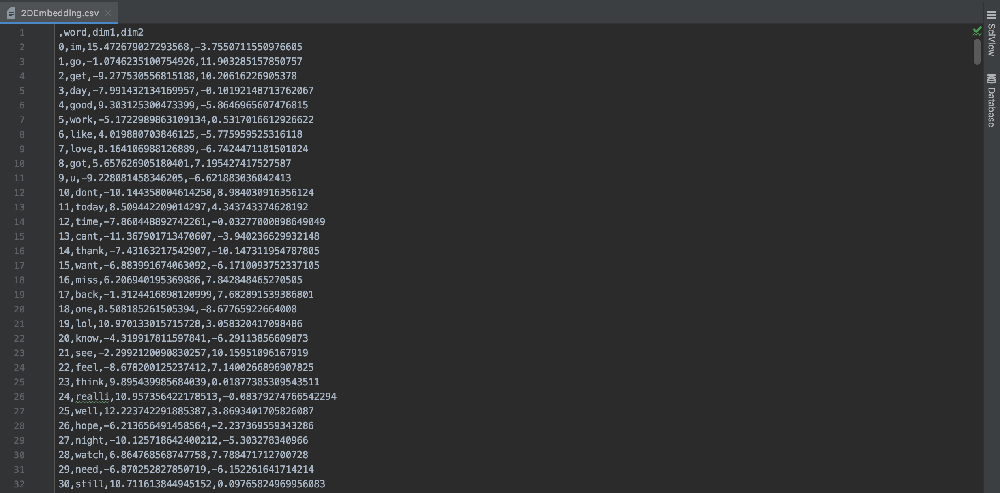 2DEmbedding.csv
1 ,word,dim1,dim2
2 0,im,15.472679027293568,-3.7550711550976605
3 1,go,-1.0746235100754926,11.903285157850757
4 2,get,-9.277530556815188,10.20616226905378
5 3,day,-7.991432134169957,-0.10192148713762067
6 4,good,9.303125300473399,-5.8646965607476815
7 5,work,-5.1722989863109134,0.5317016612926622
8 6,like,4.019880703846125,-5.775959525316118
9 7,love,8.164106988126889,-6.7424471181501024
10 8,got,5.657626905180401,7.195427417527587
11 9,u,-9.228081458346205,-6.621883036042413
12 10,dont,-10.144358004614258,8.984030916356124
13 11,today,8.509442209014297,4.343743374628192
14 12,time,-7.860448892742261,-0.03277000898649049
15 13,cant,-11.367901713470607,-3.940236629932148
16 14,thank,-7.43163217542907,-10.147311954787805
17 15,want,-6.883991674063092,-6.1710093752337105
18 16,miss,6.206940195369886,7.842848465270505
19 17,back,-1.3124416898120999,7.682891539386801
20 18,one,8.508185261505394,-8.67765922664008
21 19,lol,10.970133015715728,3.058320417098486
22 20,know,-4.319917811597841,-6.29113856609873
23 21,see,-2.2992120090830257,10.15951096167919
24 22,feel,-8.678200125237412,7.1400266896907825
25 23,think,9.895439985684039,0.01877385309543511
26 24,realli,10.957356422178513,-0.08379274766542294
27 25,well,12.223742291885387,3.8693401705826087
28 26,hope,-6.213656491458564,-2.237369559343286
29 27,night,-10.125718642400212,-5.303278340966
30 28,watch,6.864768568747758,7.788471712700728
31 29,need,-6.870252827850719,-6.152261641714214
32 30,still,10.711613844945152,0.09765824969956083
SciView
Database